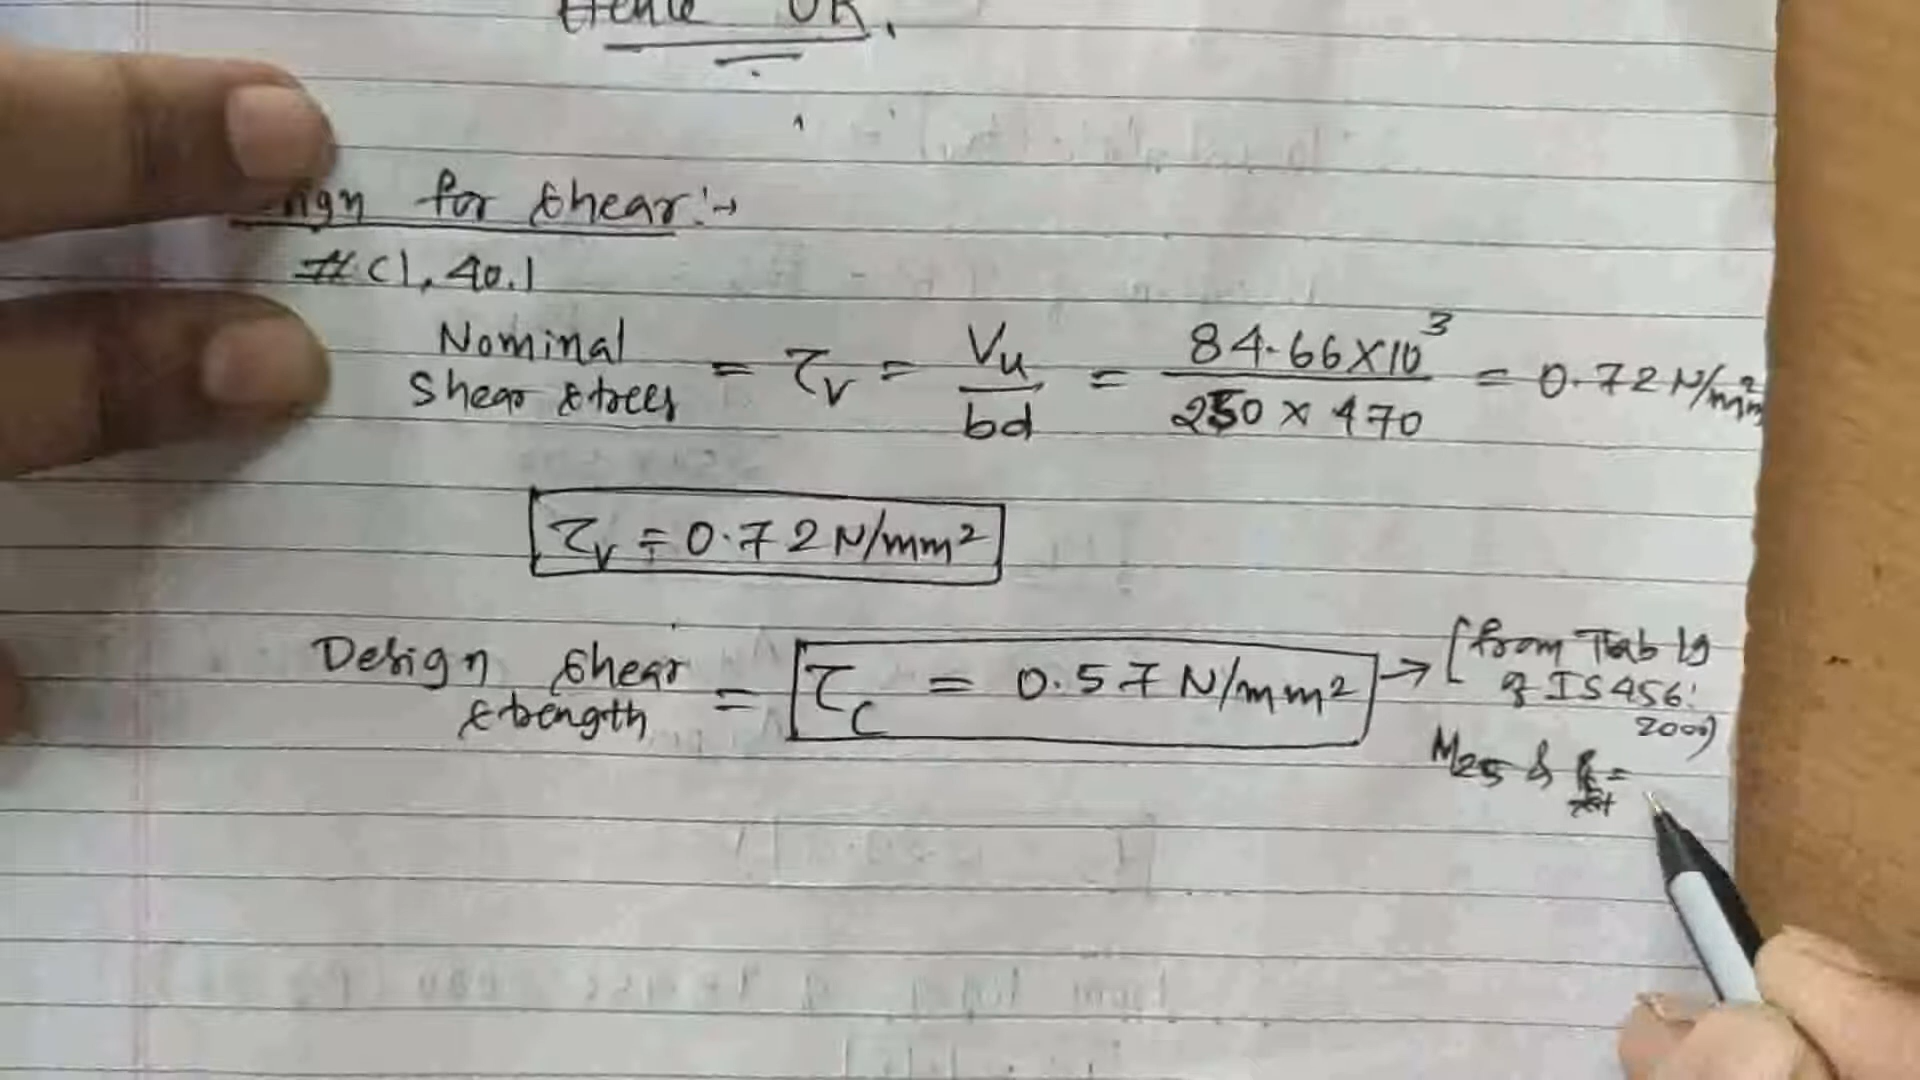 Hence OK.
Design for Shear :→
# Cl. 40.1
Nominal Shear stress = τv = Vu/bd = 84.66×10³/250 × 470 = 0.72 N/mm²
τv = 0.72 N/mm²
Design Shear strength = τc = 0.57 N/mm² → [from Tab 19
of IS 456:
2000)
M25 &